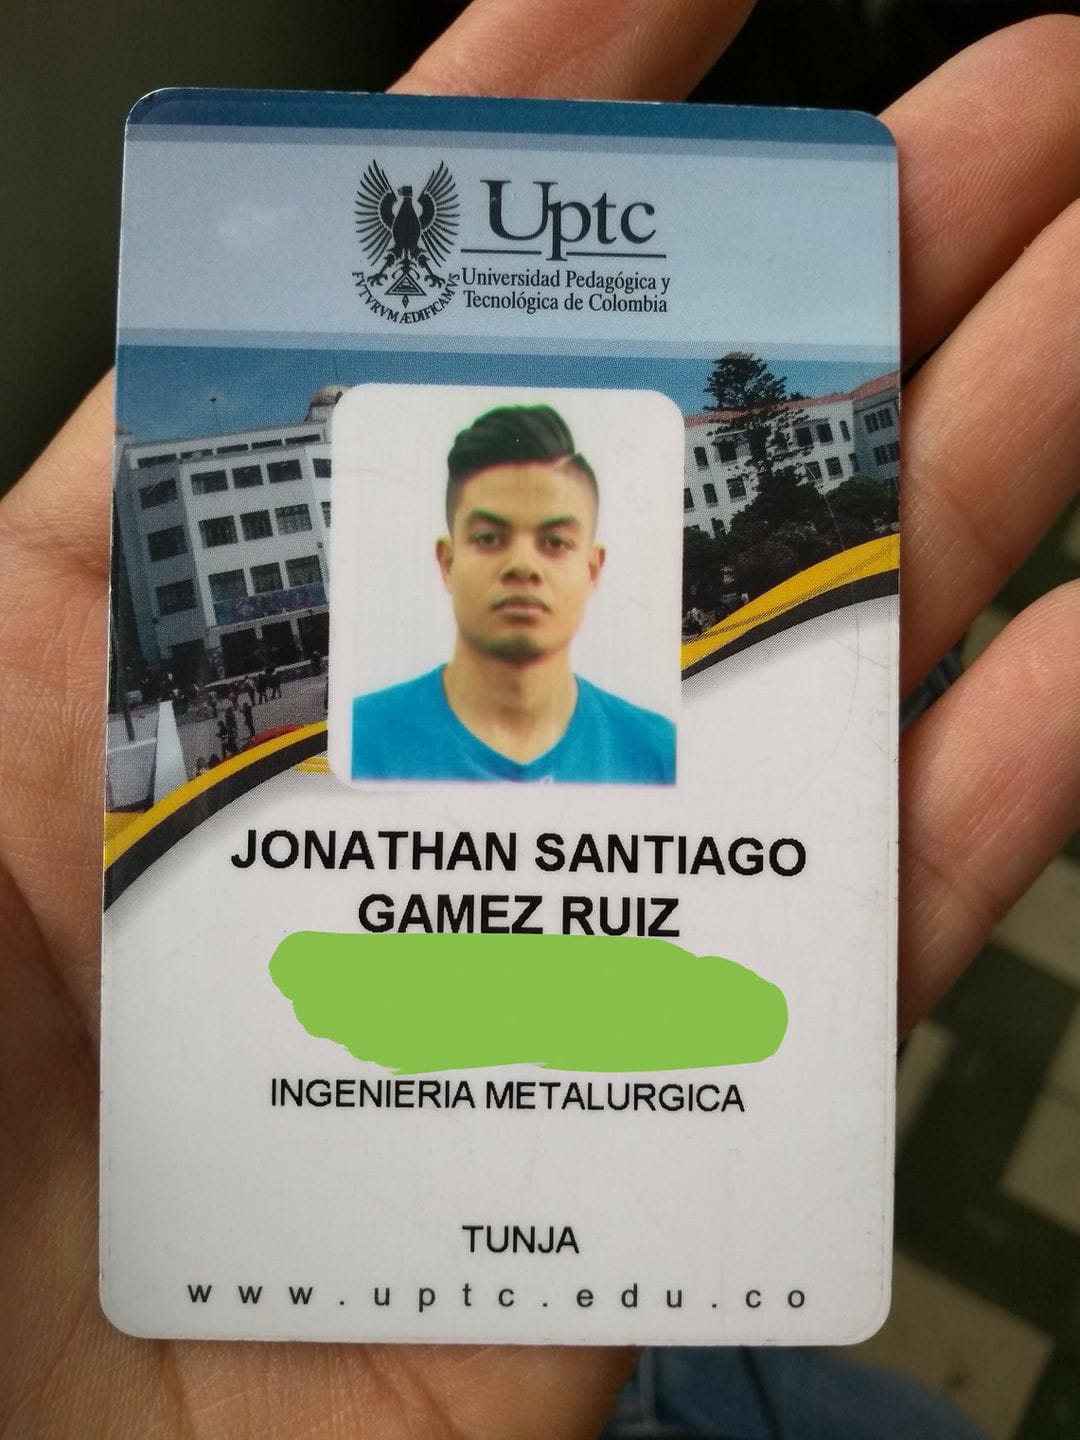 Uptc
Universidad Pedagógica y
Tecnológica de Colombia
FVTVRVM ÆDIFICAMVS
JONATHAN SANTIAGO
GAMEZ RUIZ
INGENIERIA METALURGICA
TUNJA
www.uptc.edu.co